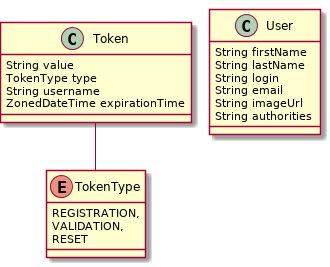 C Token
String value
TokenType type
String username
ZonedDateTime expirationTime
C User
String firstName
String lastName
String login
String email
String imageUrl
String authorities
E TokenType
REGISTRATION,
VALIDATION,
RESET